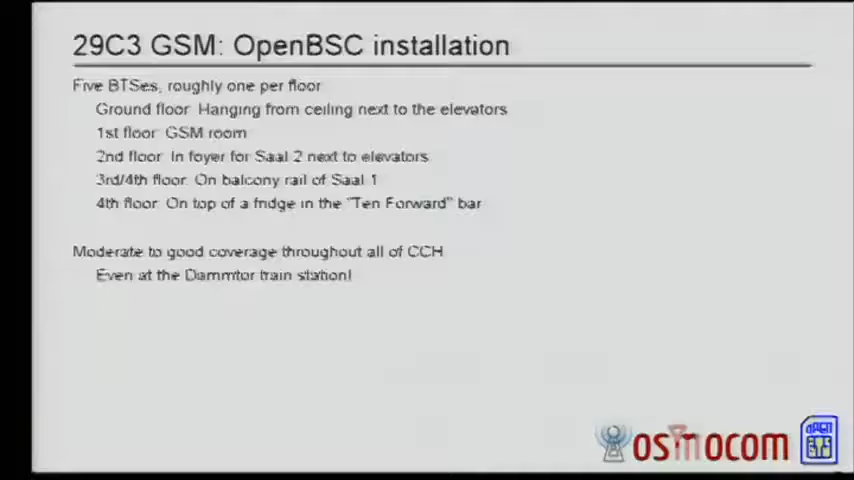 29C3 GSM: OpenBSC installation
Five BTSes, roughly one per floor
Ground floor: Hanging from ceiling next to the elevators
1st floor: GSM room
2nd floor: In foyer for Saal 2 next to elevators
3rd/4th floor: On balcony rail of Saal 1
4th floor: On top of a fridge in the "Ten Forward" bar
Moderate to good coverage throughout all of CCH
Even at the Dammtor train station!
osmocom
OPEN